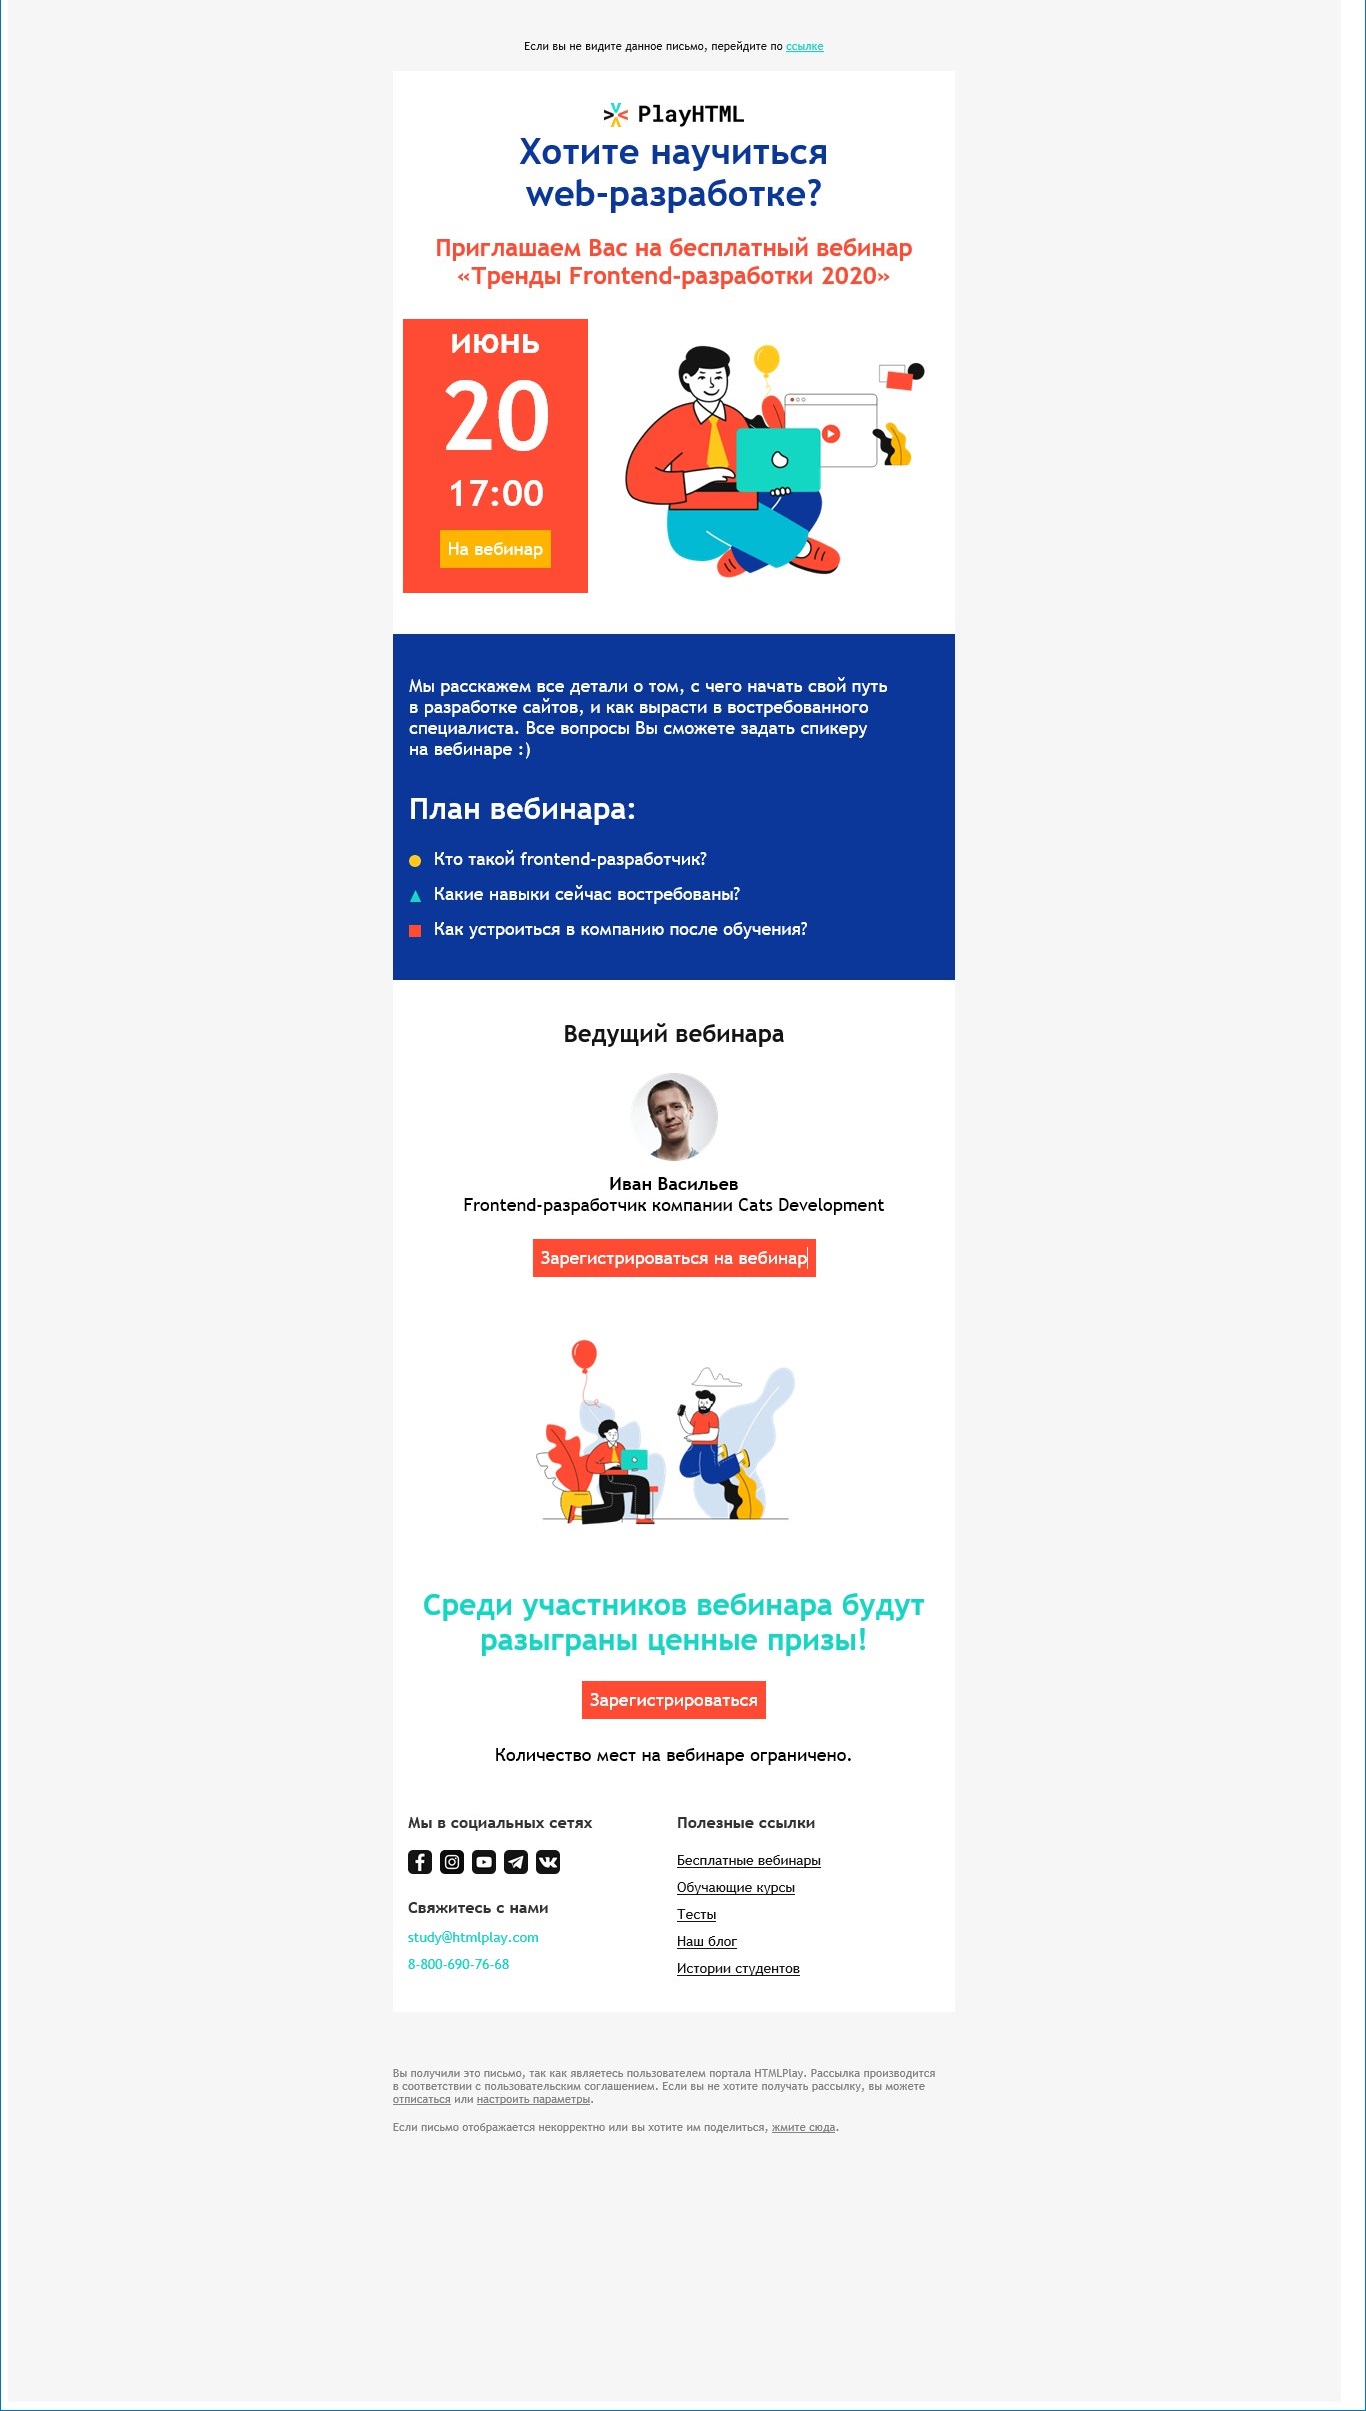 Если вы не видите данное письмо, перейдите по ссылке
PlayHTML
Хотите научиться
web-разработке?
Приглашаем Вас на бесплатный вебинар
«Тренды Frontend-разработки 2020»
июнь
20
17:00
На вебинар
Мы расскажем все детали о том, с чего начать свой путь
в разработке сайтов, и как вырасти в востребованного
специалиста. Все вопросы Вы сможете задать спикеру
на вебинаре :)
План вебинара:
Кто такой frontend-разработчик?
Какие навыки сейчас востребованы?
Как устроиться в компанию после обучения?
Ведущий вебинара
Иван Васильев
Frontend-разработчик компании Cats Development
Зарегистрироваться на вебинар
Среди участников вебинара будут
разыграны ценные призы!
Зарегистрироваться
Количество мест на вебинаре ограничено.
Мы в социальных сетях
Свяжитесь с нами
study@htmlplay.com
8-800-690-76-68
Полезные ссылки
Бесплатные вебинары
Обучающие курсы
Тесты
Наш блог
Истории студентов
Вы получили это письмо, так как являетесь пользователем портала HTMLPlay. Рассылка производится
в соответствии с пользовательским соглашением. Если вы не хотите получать рассылку, вы можете
отписаться или настроить параметры.
Если письмо отображается некорректно или вы хотите им поделиться, жмите сюда.